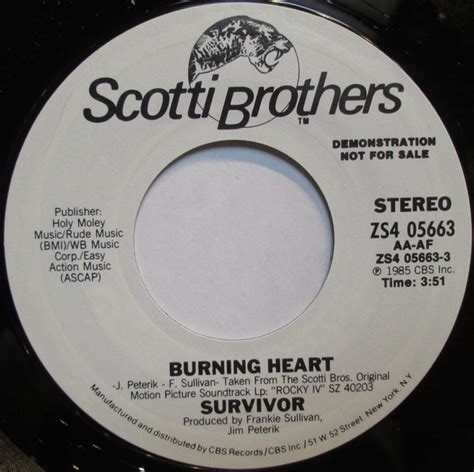 Scotti Brothers
TM
DEMONSTRATION
NOT FOR SALE
Publisher:
Holy Moley
Music/Rude Music
(BMI)/WB Music
Corp./Easy
Action Music
(ASCAP)
STEREO
ZS4 05663
AA-AF
ZS4 05663-3
℗ 1985 CBS Inc.
Time: 3:51
BURNING HEART
-J. Peterik - F. Sullivan- Taken From The Scotti Bros. Original
Motion Picture Soundtrack Lp: "ROCKY IV" SZ 40203
SURVIVOR
Produced by Frankie Sullivan,
Jim Peterik
Manufactured and distributed by CBS Records/CBS Inc./51 W 52 Street, New York, N.Y.